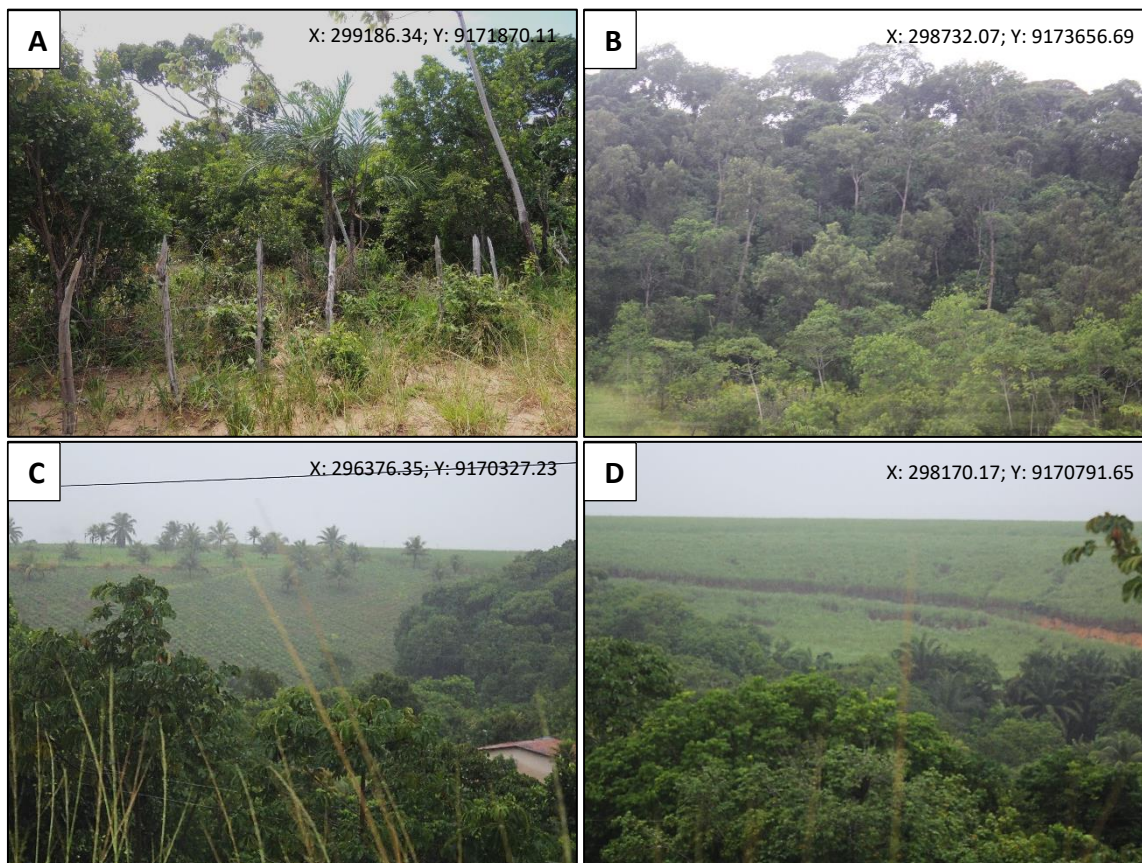 A
X: 299186.34; Y: 9171870.11
B
X: 298732.07; Y: 9173656.69
C
X: 296376.35; Y: 9170327.23
D
X: 298170.17; Y: 9170791.65